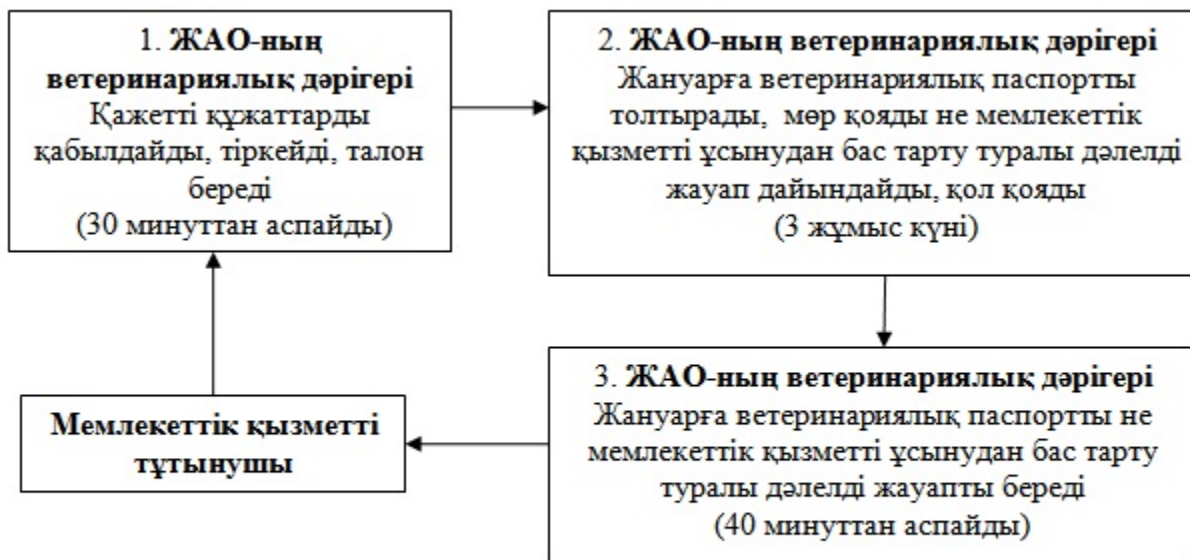 1. ЖАО-ның
ветеринариялық дәрігері
Қажетті құжаттарды
қабылдайды, тіркейді, талон
береді
(30 минуттан аспайды)
2. ЖАО-ның ветеринариялық дәрігері
Жануарға ветеринариялық паспортты
толтырады, мөр қояды не мемлекеттік
қызметті ұсынудан бас тарту туралы дәлелді
жауап дайындайды, қол қояды
(3 жұмыс күні)
3. ЖАО-ның ветеринариялық дәрігері
Жануарға ветеринариялық паспортты не
мемлекеттік қызметті ұсынудан бас тарту
туралы дәлелді жауапты береді
(40 минуттан аспайды)
Мемлекеттік қызметті
тұтынушы